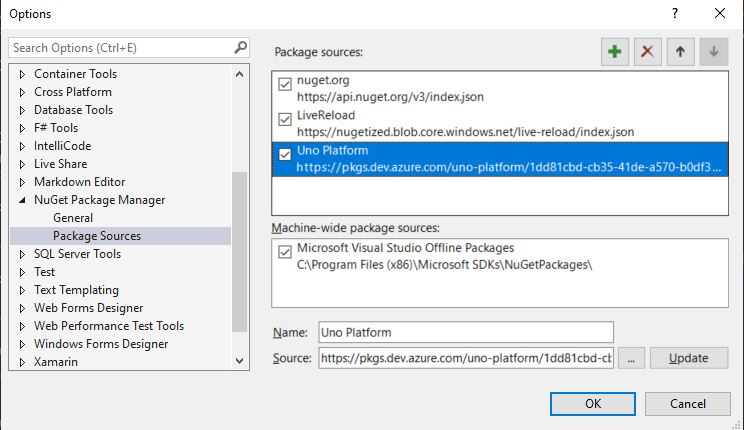 Options
Search Options (Ctrl+E)
Container Tools
Cross Platform
Database Tools
F# Tools
IntelliCode
Live Share
Markdown Editor
NuGet Package Manager
General
Package Sources
SQL Server Tools
Test
Text Templating
Web Forms Designer
Web Performance Test Tools
Windows Forms Designer
Xamarin
Package sources:
nuget.org
https://api.nuget.org/v3/index.json
LiveReload
https://nugetized.blob.core.windows.net/live-reload/index.json
Uno Platform
https://pkgs.dev.azure.com/uno-platform/1dd81cbd-cb35-41de-a570-b0df3...
Machine-wide package sources:
Microsoft Visual Studio Offline Packages
C:\Program Files (x86)\Microsoft SDKs\NuGetPackages\
Name: Uno Platform
Source: https://pkgs.dev.azure.com/uno-platform/1dd81cbd-cb ... Update
OK Cancel